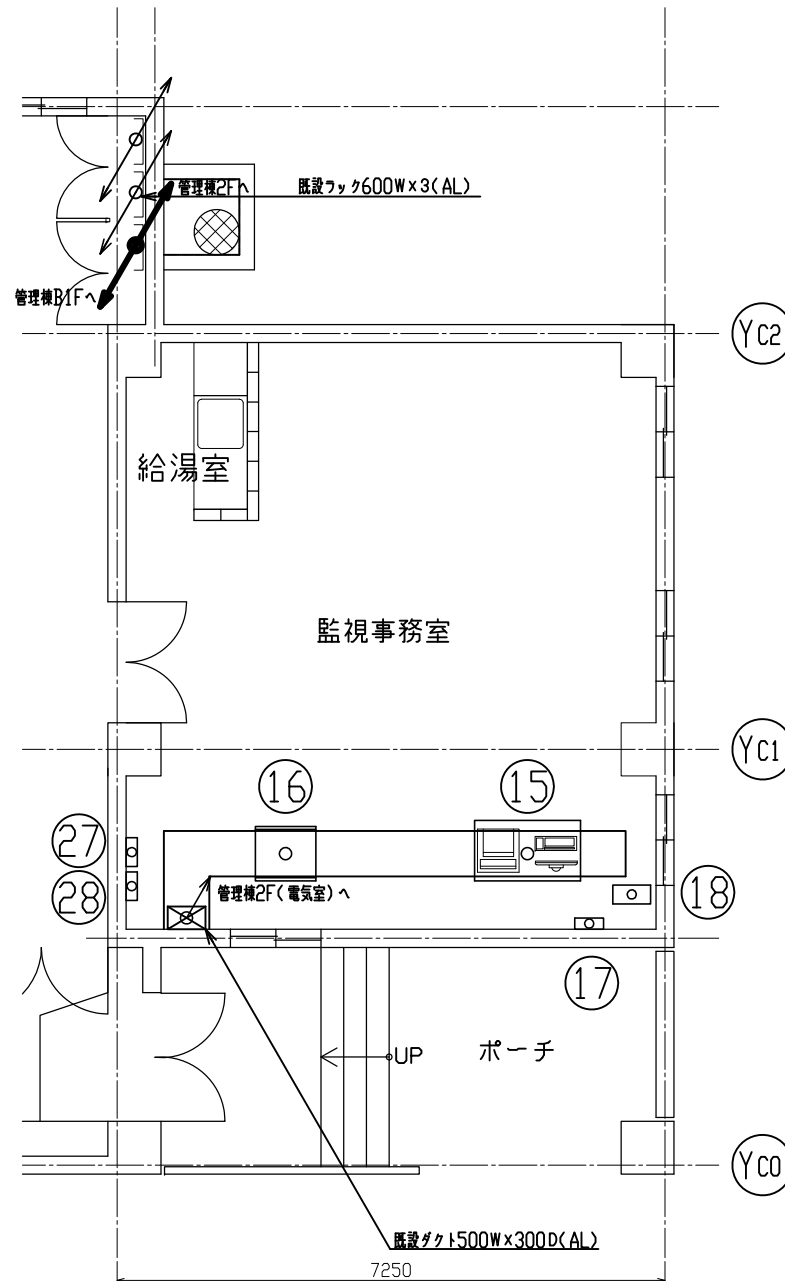 管理棟2Fへ
既設ラック600W×3(AL)
管理棟B1Fへ
YC2
給湯室
監視事務室
YC1
16
15
27
28
管理棟2F(電気室)へ
18
17
UP
ポーチ
YC0
既設ダクト500W×300D(AL)
7250